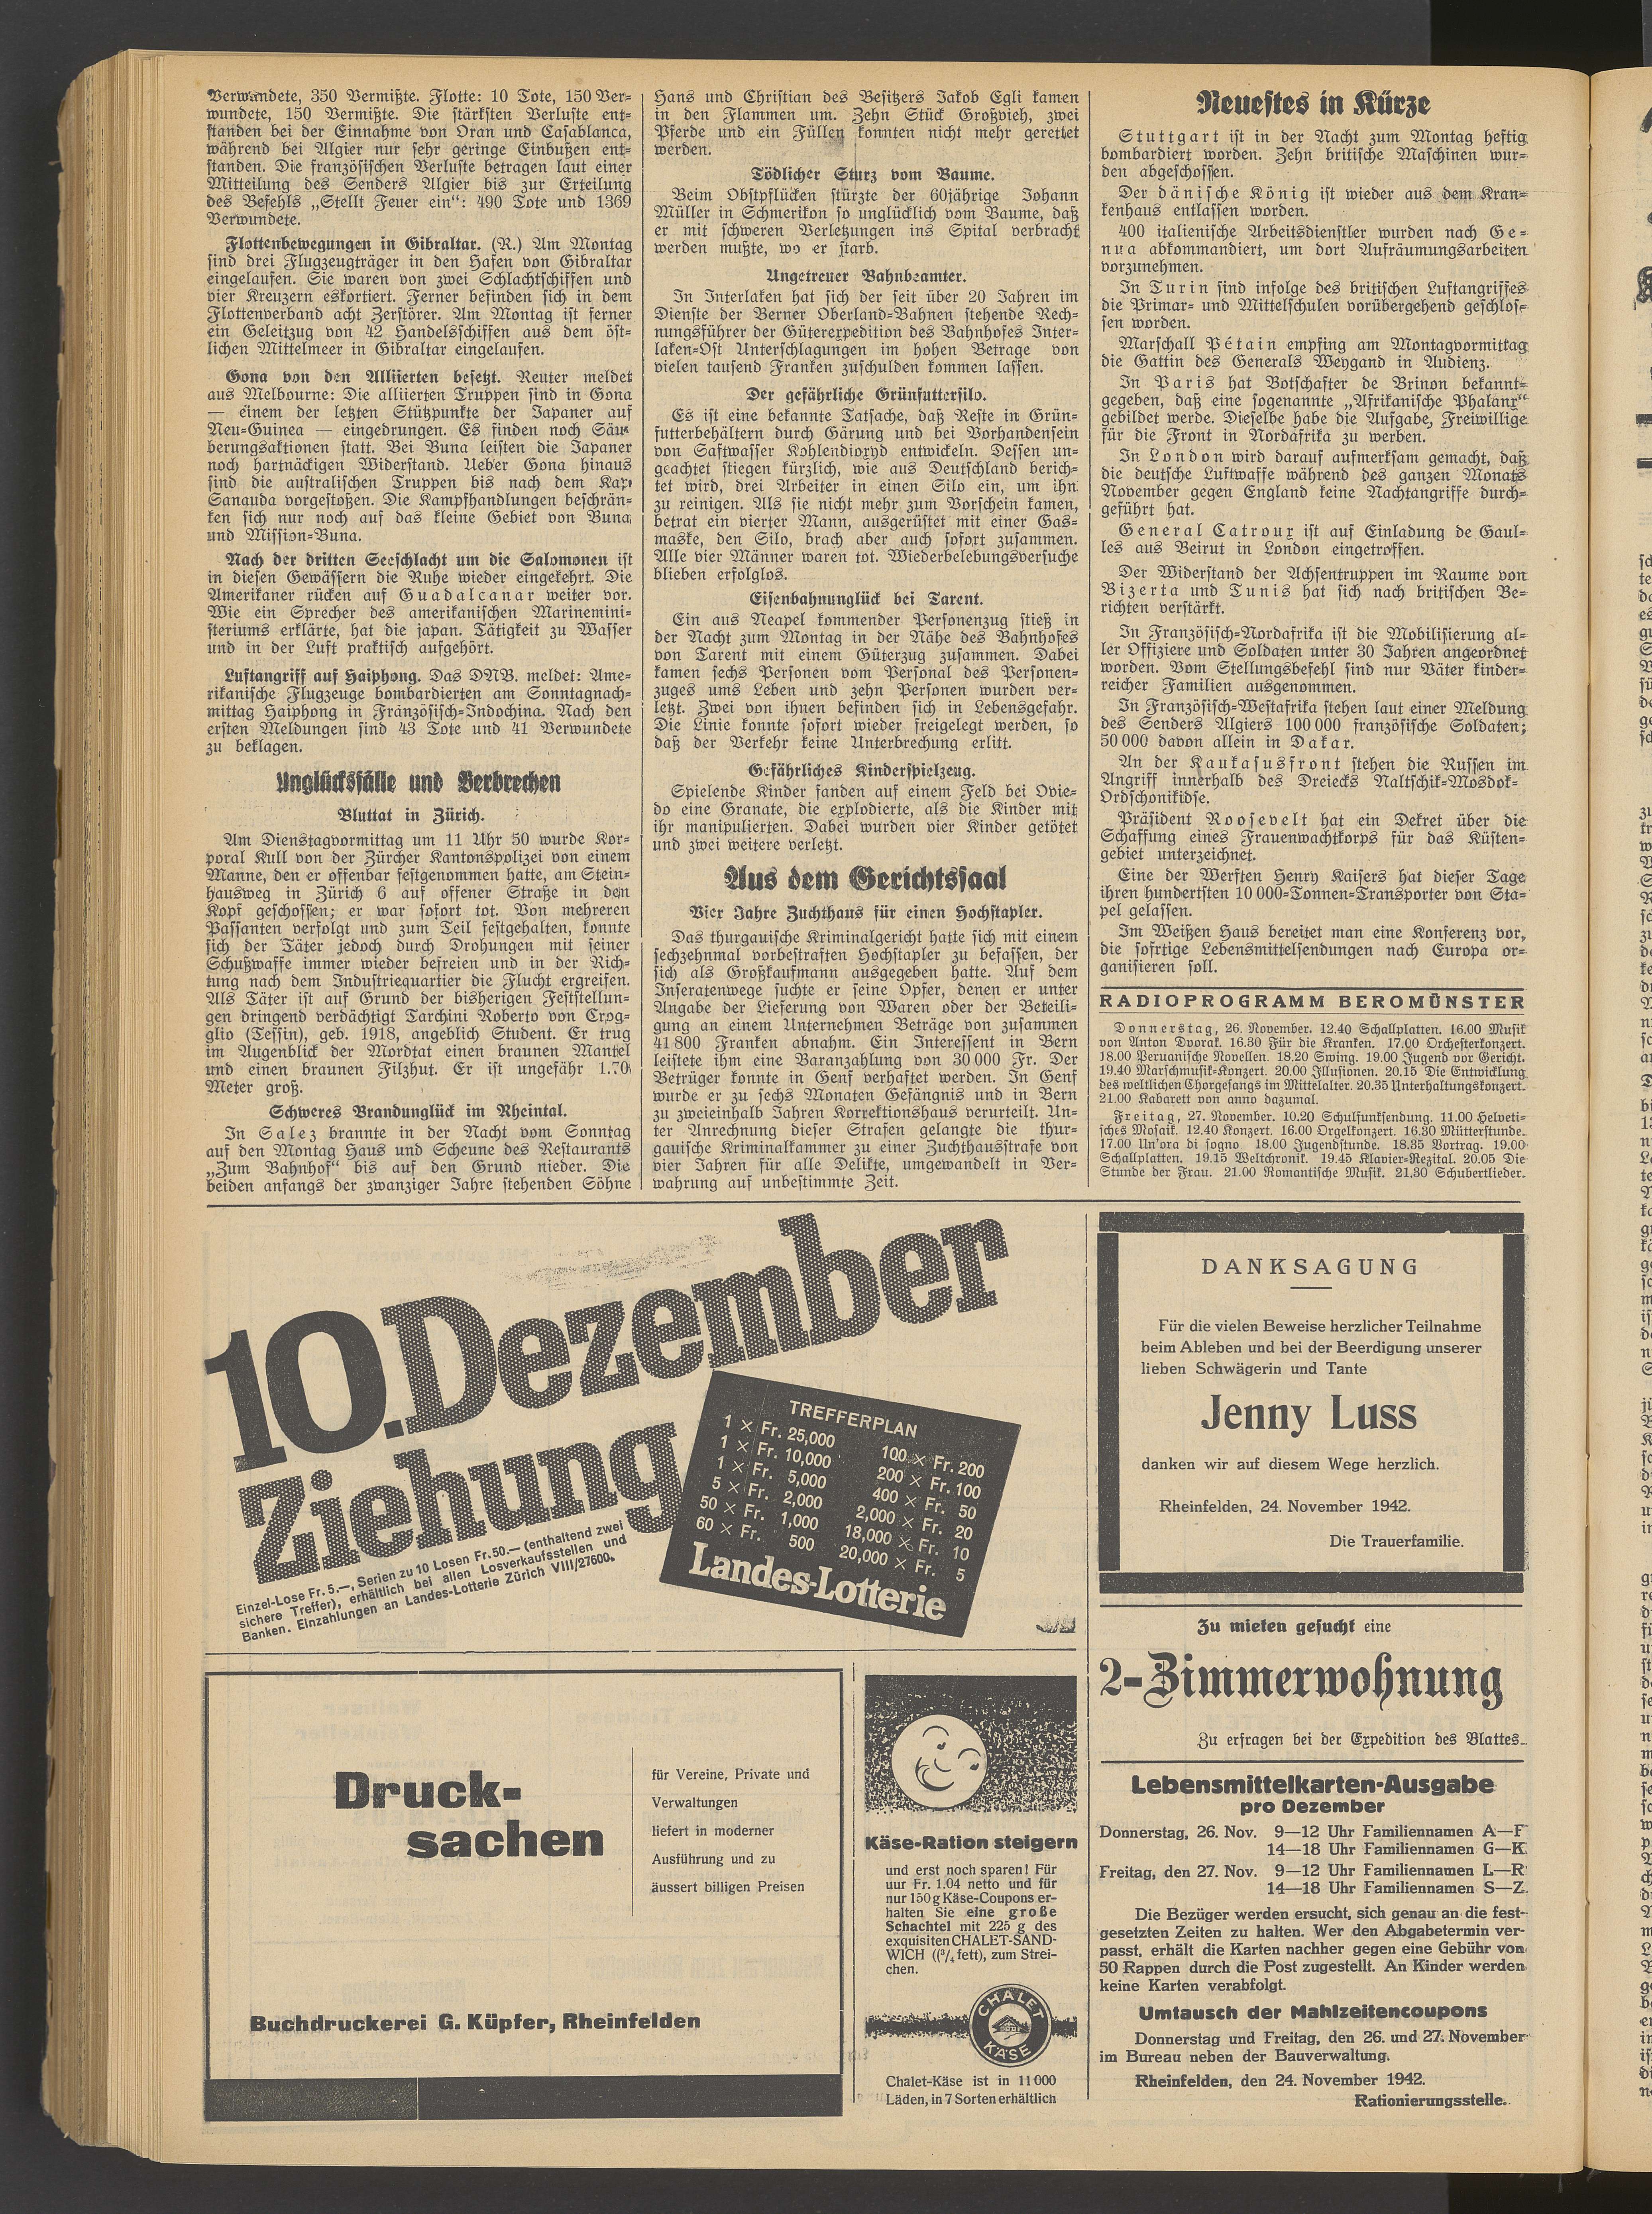 Verwundete, 350 Vermißte. Flotte: 10 Tote, 150 Ver-
wundete, 150 Vermißte. Die stärksten Verluste ent-
standen bei der Einnahme von Oran und Casablanca,
während bei Algier nur sehr geringe Einbußen ent-
standen. Die französischen Verluste betragen laut einer
Mitteilung des Senders Algier bis zur Erteilung
des Befehls „Stellt Feuer ein“: 490 Tote und 1369
Verwundete.
Flottenbewegungen in Gibraltar. (R.) Am Montag
sind drei Flugzeugträger in den Hafen von Gibraltar
eingelaufen. Sie waren von zwei Schlachtschiffen und
vier Kreuzern eskortiert. Ferner befinden sich in dem
Flottenverband acht Zerstörer. Am Montag ist ferner
ein Geleitzug von 42 Handelsschiffen aus dem öst-
lichen Mittelmeer in Gibraltar eingelaufen.
Gona von den Alliierten besetzt. Reuter meldet
aus Melbourne: Die alliierten Truppen sind in Gona
— einem der letzten Stützpunkte der Japaner auf
Neu-Guinea — eingedrungen. Es finden noch Säu-
berungsaktionen statt. Bei Buna leisten die Japaner
noch hartnäckigen Widerstand. Ueber Gona hinaus
sind die australischen Truppen bis nach dem Kap
Sanauda vorgestoßen. Die Kampfhandlungen beschrän-
ken sich nur noch auf das kleine Gebiet von Buna
und Mission-Buna.
Nach der dritten Seeschlacht um die Salomonen ist
in diesen Gewässern die Ruhe wieder eingekehrt. Die
Amerikaner rücken auf Guadalcanar weiter vor.
Wie ein Sprecher des amerikanischen Marinemini-
steriums erklärte, hat die japan. Tätigkeit zu Wasser
und in der Luft praktisch aufgehört.
Luftangriff auf Haiphong. Das DNB. meldet: Ame-
rikanische Flugzeuge bombardierten am Sonntagnach-
mittag Haiphong in Französisch-Indochina. Nach den
ersten Meldungen sind 43 Tote und 41 Verwundete
zu beklagen.
Unglücksfälle und Verbrechen
Bluttat in Zürich.
Am Dienstagvormittag um 11 Uhr 50 wurde Kor-
poral Kull von der Zürcher Kantonspolizei von einem
Manne, den er offenbar festgenommen hatte, am Stein-
hausweg in Zürich 6 auf offener Straße in den
Kopf geschossen; er war sofort tot. Von mehreren
Passanten verfolgt und zum Teil festgehalten, konnte
sich der Täter jedoch durch Drohungen mit seiner
Schußwaffe immer wieder befreien und in der Rich-
tung nach dem Industriequartier die Flucht ergreifen.
Als Täter ist auf Grund der bisherigen Feststellun-
gen dringend verdächtigt Tarchini Roberto von Crog-
glio (Tessin), geb. 1918, angeblich Student. Er trug
im Augenblick der Mordtat einen braunen Mantel
und einen braunen Filzhut. Er ist ungefähr 1.70
Meter groß.
Schweres Brandunglück im Rheintal.
In Salez brannte in der Nacht vom Sonntag
auf den Montag Haus und Scheune des Restaurants
„Zum Bahnhof“ bis auf den Grund nieder. Die
beiden anfangs der zwanziger Jahre stehenden Söhne
Hans und Christian des Besitzers Jakob Egli kamen
in den Flammen um. Zehn Stück Großvieh, zwei
Pferde und ein Füllen konnten nicht mehr gerettet
werden.
Tödlicher Sturz vom Baume.
Beim Obstpflücken stürzte der 60jährige Johann
Müller in Schmerikon so unglücklich vom Baume, daß
er mit schweren Verletzungen ins Spital verbracht
werden mußte, wo er starb.
Ungetreuer Bahnbeamter.
In Interlaken hat sich der seit über 20 Jahren im
Dienste der Berner Oberland-Bahnen stehende Rech-
nungsführer der Güterexpedition des Bahnhofes Inter-
laken-Ost Unterschlagungen im hohen Betrage von
vielen tausend Franken zuschulden kommen lassen.
Der gefährliche Grünfuttersilo.
Es ist eine bekannte Tatsache, daß Reste in Grün-
futterbehältern durch Gärung und bei Vorhandensein
von Saftwasser Kohlendioxyd entwickeln. Dessen un-
geachtet stiegen kürzlich, wie aus Deutschland berich-
tet wird, drei Arbeiter in einen Silo ein, um ihn
zu reinigen. Als sie nicht mehr zum Vorschein kamen,
betrat ein vierter Mann, ausgerüstet mit einer Gas-
maske, den Silo, brach aber auch sofort zusammen.
Alle vier Männer waren tot. Wiederbelebungsversuche
blieben erfolglos.
Eisenbahnunglück bei Tarent.
Ein aus Neapel kommender Personenzug stieß in
der Nacht zum Montag in der Nähe des Bahnhofes
von Tarent mit einem Güterzug zusammen. Dabei
kamen sechs Personen vom Personal des Personen-
zuges ums Leben und zehn Personen wurden ver-
letzt. Zwei von ihnen befinden sich in Lebensgefahr.
Die Linie konnte sofort wieder freigelegt werden, so
daß der Verkehr keine Unterbrechung erlitt.
Gefährliches Kinderspielzeug.
Spielende Kinder fanden auf einem Feld bei Ovie-
do eine Granate, die explodierte, als die Kinder mit
ihr manipulierten. Dabei wurden vier Kinder getötet
und zwei weitere verletzt.
Aus dem Gerichtssaal
Vier Jahre Zuchthaus für einen Hochstapler.
Das thurgauische Kriminalgericht hatte sich mit einem
sechzehnmal vorbestraften Hochstapler zu befassen, der
sich als Großkaufmann ausgegeben hatte. Auf dem
Inseratenwege suchte er seine Opfer, denen er unter
Angabe der Lieferung von Waren oder der Beteili-
gung an einem Unternehmen Beträge von zusammen
41 800 Franken abnahm. Ein Interessent in Bern
leistete ihm eine Baranzahlung von 30 000 Fr. Der
Betrüger konnte in Genf verhaftet werden. In Genf
wurde er zu sechs Monaten Gefängnis und in Bern
zu zweieinhalb Jahren Korrektionshaus verurteilt. Un-
ter Anrechnung dieser Strafen gelangte die thur-
gauische Kriminalkammer zu einer Zuchthausstrafe von
vier Jahren für alle Delikte, umgewandelt in Ver-
wahrung auf unbestimmte Zeit.
Neuestes in Kürze
Stuttgart ist in der Nacht zum Montag heftig
bombardiert worden. Zehn britische Maschinen wur-
den abgeschossen.
Der dänische König ist wieder aus dem Kran-
kenhaus entlassen worden.
400 italienische Arbeitsdienstler wurden nach Ge-
nua abkommandiert, um dort Aufräumungsarbeiten
vorzunehmen.
In Turin sind infolge des britischen Luftangriffes
die Primar- und Mittelschulen vorübergehend geschlos-
sen worden.
Marschall Pétain empfing am Montagvormittag
die Gattin des Generals Weygand in Audienz.
In Paris hat Botschafter de Brinon bekannt-
gegeben, daß eine sogenannte „Afrikanische Phalanx“
gebildet werde. Dieselbe habe die Aufgabe, Freiwillige
für die Front in Nordafrika zu werben.
In London wird darauf aufmerksam gemacht, daß
die deutsche Luftwaffe während des ganzen Monats
November gegen England keine Nachtangriffe durch-
geführt hat.
General Catroux ist auf Einladung de Gaul-
les aus Beirut in London eingetroffen.
Der Widerstand der Achsentruppen im Raume von
Bizerta und Tunis hat sich nach britischen Be-
richten verstärkt.
In Französisch-Nordafrika ist die Mobilisierung al-
ler Offiziere und Soldaten unter 30 Jahren angeordnet
worden. Vom Stellungsbefehl sind nur Väter kinder-
reicher Familien ausgenommen.
In Französisch-Westafrika stehen laut einer Meldung
des Senders Algiers 100 000 französische Soldaten;
50 000 davon allein in Dakar.
An der Kaukasusfront stehen die Russen im
Angriff innerhalb des Dreiecks Naltschik-Mosdok-
Ordschonikidse.
Präsident Roosevelt hat ein Dekret über die
Schaffung eines Frauenwachtkorps für das Küsten-
gebiet unterzeichnet.
Eine der Werften Henry Kaisers hat dieser Tage
ihren hundertsten 10 000-Tonnen-Transporter von Sta-
pel gelassen.
Im Weißen Haus bereitet man eine Konferenz vor,
die sofrtige Lebensmittelsendungen nach Europa or-
ganisieren soll.
RADIOPROGRAMM BEROMÜNSTER
Donnerstag, 26. November. 12.40 Schallplatten. 16.00 Musik
von Anton Dvorak. 16.30 Für die Kranken. 17.00 Orchesterkonzert.
18.00 Peruanische Novellen. 18.20 Swing. 19.00 Jugend vor Gericht.
19.40 Marschmusik-Konzert. 20.00 Illusionen. 20.15 Die Entwicklung
des weltlichen Chorgesangs im Mittelalter. 20.35 Unterhaltungskonzert.
21.00 Kabarett von anno dazumal.
Freitag, 27. November. 10.20 Schulfunksendung. 11.00 Helveti-
sches Mosaik. 12.40 Konzert. 16.00 Orgelkonzert. 16.30 Mütterstunde.
17.00 Un'ora di sogno 18.00 Jugendstunde. 18.35 Vortrag. 19.00
Schallplatten. 19.15 Weltchronik. 19.45 Klavier-Rezital. 20.05 Die
Stunde der Frau. 21.00 Romantische Musik. 21.30 Schubertlieder.
10. Dezember
Ziehung
Einzel-Lose Fr. 5.—, Serien zu 10 Losen Fr. 50.— (enthaltend zwei
sichere Treffer), erhältlich bei allen Losverkaufsstellen und
Banken. Einzahlungen an Landes-Lotterie Zürich VIII/27600.
TREFFERPLAN
1 × Fr. 25,000 100 × Fr. 200
1 × Fr. 10,000 200 × Fr. 100
1 × Fr. 5,000 400 × Fr. 50
5 × Fr. 2,000 2,000 × Fr. 20
50 × Fr. 1,000 18,000 × Fr. 10
60 × Fr. 500 20,000 × Fr. 5
Landes-Lotterie
DANKSAGUNG
Für die vielen Beweise herzlicher Teilnahme
beim Ableben und bei der Beerdigung unserer
lieben Schwägerin und Tante
Jenny Luss
danken wir auf diesem Wege herzlich.
Rheinfelden, 24. November 1942.
Die Trauerfamilie.
Zu mieten gesucht eine
2-Zimmerwohnung
Zu erfragen bei der Expedition des Blattes.
Druck-
sachen
für Vereine, Private und
Verwaltungen
liefert in moderner
Ausführung und zu
äussert billigen Preisen
Buchdruckerei G. Küpfer, Rheinfelden
Käse-Ration steigern
und erst noch sparen! Für
uur Fr. 1.04 netto und für
nur 150 g Käse-Coupons er-
halten Sie eine große
Schachtel mit 225 g des
exquisiten CHALET-SAND-
WICH ((³/₄ fett), zum Strei-
chen.
CHALET
KÄSE
Chalet-Käse ist in 11 000
Läden, in 7 Sorten erhältlich
Lebensmittelkarten-Ausgabe
pro Dezember
Donnerstag, 26. Nov. 9—12 Uhr Familiennamen A—F
14—18 Uhr Familiennamen G—K
Freitag, den 27. Nov. 9—12 Uhr Familiennamen L—R
14—18 Uhr Familiennamen S—Z
Die Bezüger werden ersucht, sich genau an die fest-
gesetzten Zeiten zu halten. Wer den Abgabetermin ver-
passt, erhält die Karten nachher gegen eine Gebühr von
50 Rappen durch die Post zugestellt. An Kinder werden
keine Karten verabfolgt.
Umtausch der Mahlzeitencoupons
Donnerstag und Freitag, den 26. und 27. November
im Bureau neben der Bauverwaltung.
Rheinfelden, den 24. November 1942.
Rationierungsstelle.